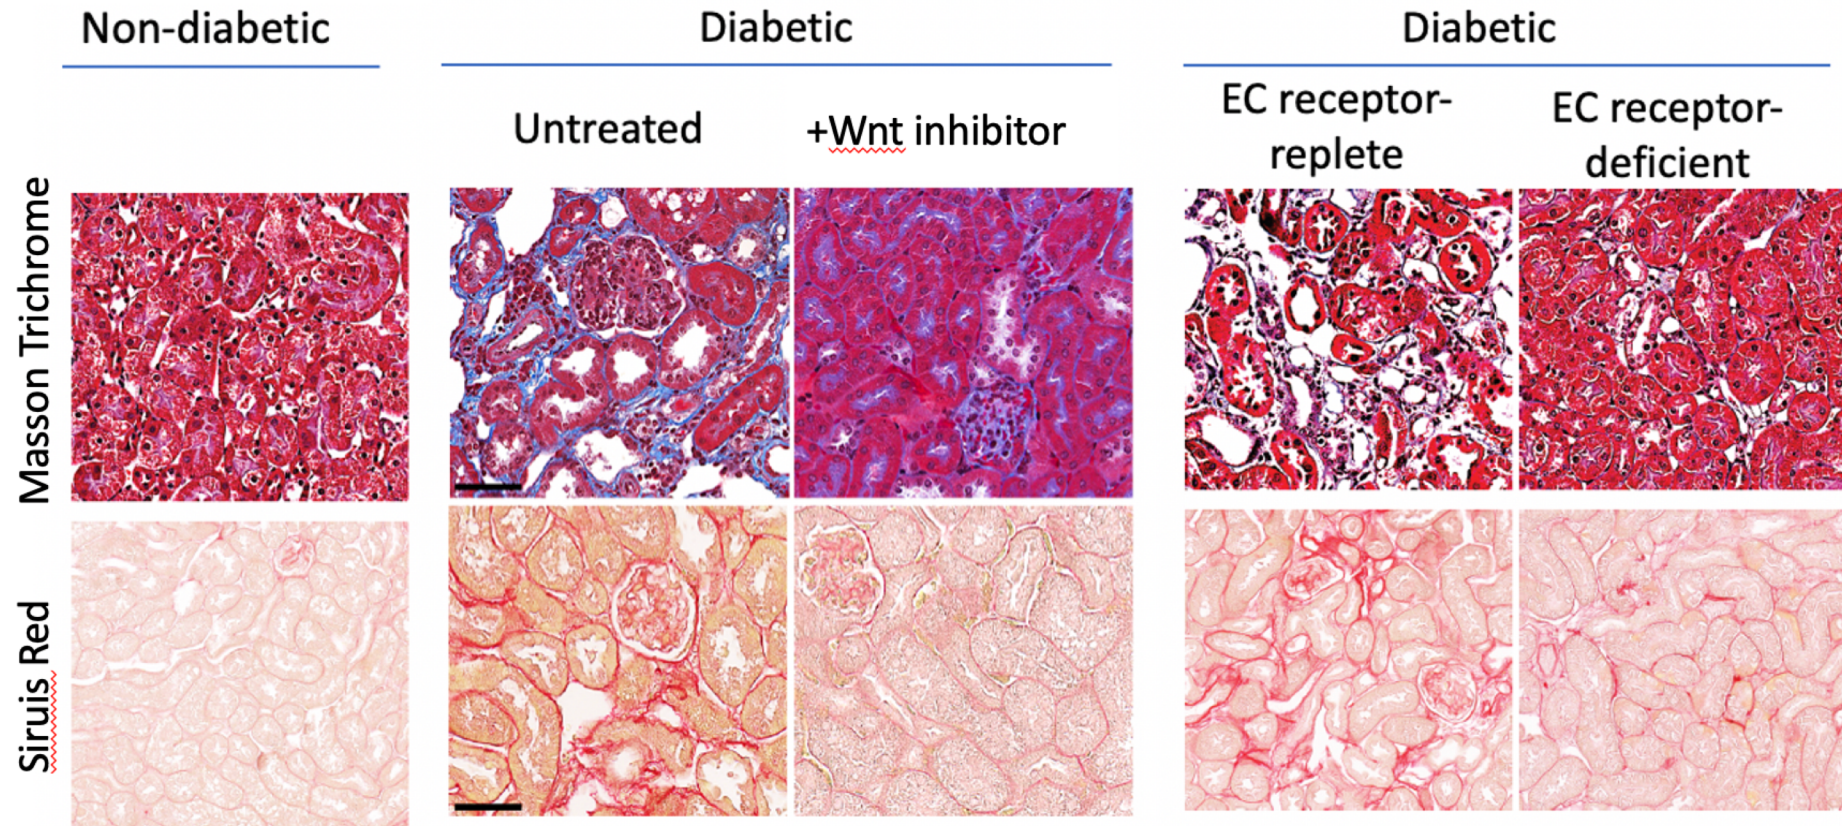 Non-diabetic
Diabetic
Diabetic
Untreated
+Wnt inhibitor
EC receptor-
replete
EC receptor-
deficient
Masson Trichrome
Siruis Red